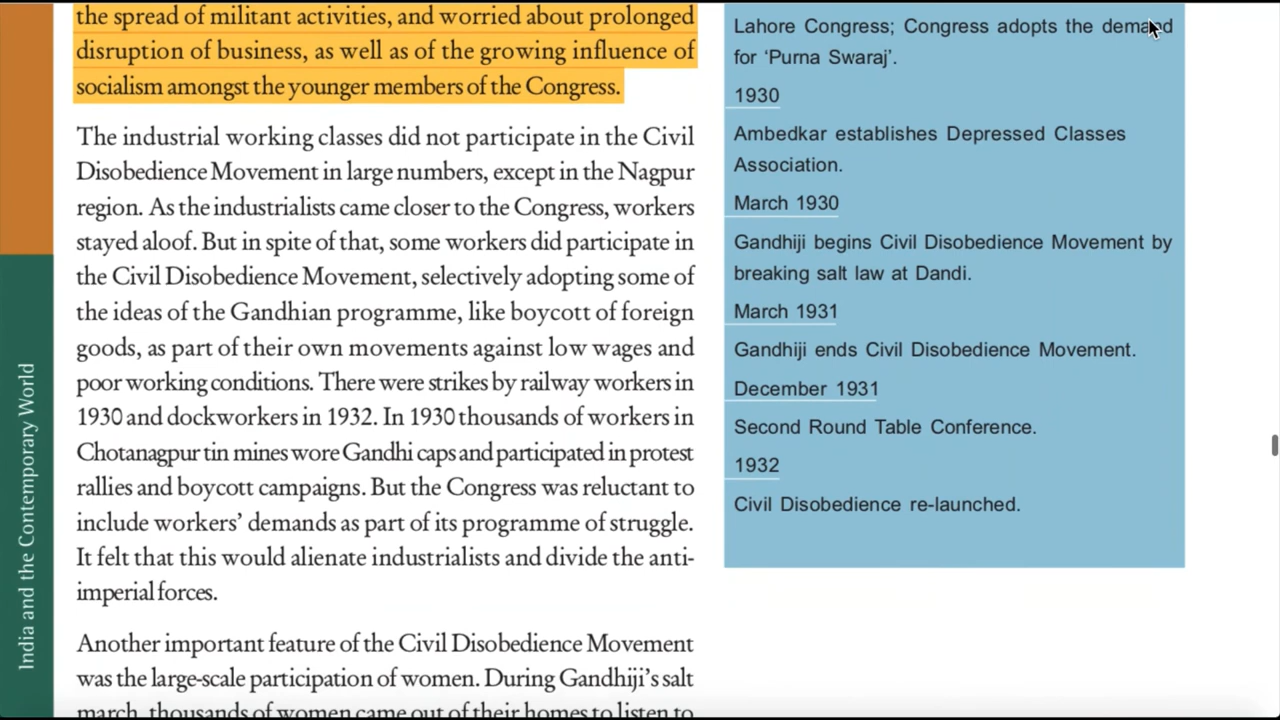 the spread of militant activities, and worried about prolonged
disruption of business, as well as of the growing influence of
socialism amongst the younger members of the Congress.
The industrial working classes did not participate in the Civil
Disobedience Movement in large numbers, except in the Nagpur
region. As the industrialists came closer to the Congress, workers
stayed aloof. But in spite of that, some workers did participate in
the Civil Disobedience Movement, selectively adopting some of
the ideas of the Gandhian programme, like boycott of foreign
goods, as part of their own movements against low wages and
poor working conditions. There were strikes by railway workers in
1930 and dockworkers in 1932. In 1930 thousands of workers in
Chotanagpur tin mines wore Gandhi caps and participated in protest
rallies and boycott campaigns. But the Congress was reluctant to
include workers’ demands as part of its programme of struggle.
It felt that this would alienate industrialists and divide the anti-
imperial forces.
Another important feature of the Civil Disobedience Movement
was the large-scale participation of women. During Gandhiji’s salt
march, thousands of women came out of their homes to listen to
Lahore Congress; Congress adopts the demand
for ‘Purna Swaraj’.
1930
Ambedkar establishes Depressed Classes
Association.
March 1930
Gandhiji begins Civil Disobedience Movement by
breaking salt law at Dandi.
March 1931
Gandhiji ends Civil Disobedience Movement.
December 1931
Second Round Table Conference.
1932
Civil Disobedience re-launched.
India and the Contemporary World